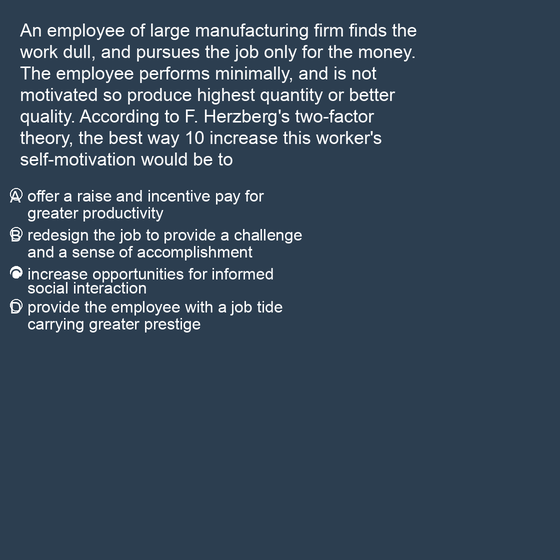 An employee of large manufacturing firm finds the
work dull, and pursues the job only for the money.
The employee performs minimally, and is not
motivated so produce highest quantity or better
quality. According to F. Herzberg's two-factor
theory, the best way 10 increase this worker's
self-motivation would be to
A offer a raise and incentive pay for
greater productivity
B redesign the job to provide a challenge
and a sense of accomplishment
increase opportunities for informed
social interaction
D provide the employee with a job tide
carrying greater prestige